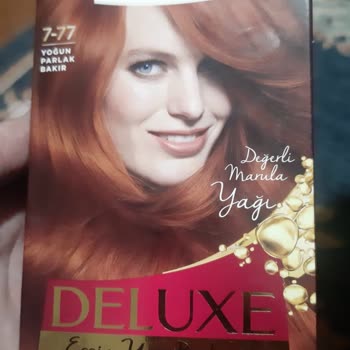 7-77
YOĞUN
PARLAK
BAKIR
Değerli
Marula
Yağı
DELUXE